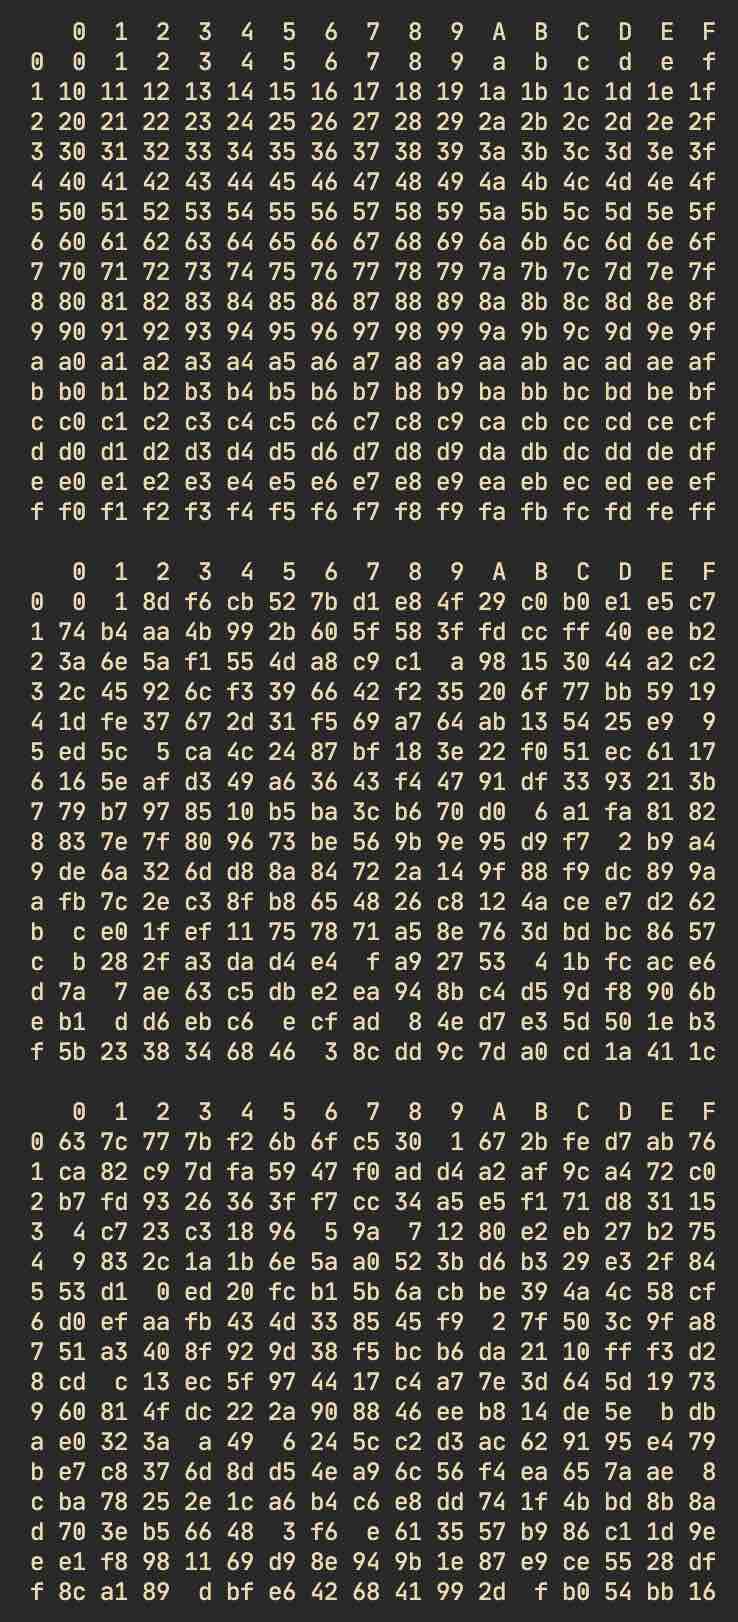 0 1 2 3 4 5 6 7 8 9 A B C D E F
0 0 1 2 3 4 5 6 7 8 9 a b c d e f
1 10 11 12 13 14 15 16 17 18 19 1a 1b 1c 1d 1e 1f
2 20 21 22 23 24 25 26 27 28 29 2a 2b 2c 2d 2e 2f
3 30 31 32 33 34 35 36 37 38 39 3a 3b 3c 3d 3e 3f
4 40 41 42 43 44 45 46 47 48 49 4a 4b 4c 4d 4e 4f
5 50 51 52 53 54 55 56 57 58 59 5a 5b 5c 5d 5e 5f
6 60 61 62 63 64 65 66 67 68 69 6a 6b 6c 6d 6e 6f
7 70 71 72 73 74 75 76 77 78 79 7a 7b 7c 7d 7e 7f
8 80 81 82 83 84 85 86 87 88 89 8a 8b 8c 8d 8e 8f
9 90 91 92 93 94 95 96 97 98 99 9a 9b 9c 9d 9e 9f
a a0 a1 a2 a3 a4 a5 a6 a7 a8 a9 aa ab ac ad ae af
b b0 b1 b2 b3 b4 b5 b6 b7 b8 b9 ba bb bc bd be bf
c c0 c1 c2 c3 c4 c5 c6 c7 c8 c9 ca cb cc cd ce cf
d d0 d1 d2 d3 d4 d5 d6 d7 d8 d9 da db dc dd de df
e e0 e1 e2 e3 e4 e5 e6 e7 e8 e9 ea eb ec ed ee ef
f f0 f1 f2 f3 f4 f5 f6 f7 f8 f9 fa fb fc fd fe ff
0 1 2 3 4 5 6 7 8 9 A B C D E F
0 0 1 8d f6 cb 52 7b d1 e8 4f 29 c0 b0 e1 e5 c7
1 74 b4 aa 4b 99 2b 60 5f 58 3f fd cc ff 40 ee b2
2 3a 6e 5a f1 55 4d a8 c9 c1 a 98 15 30 44 a2 c2
3 2c 45 92 6c f3 39 66 42 f2 35 20 6f 77 bb 59 19
4 1d fe 37 67 2d 31 f5 69 a7 64 ab 13 54 25 e9 9
5 ed 5c 5 ca 4c 24 87 bf 18 3e 22 f0 51 ec 61 17
6 16 5e af d3 49 a6 36 43 f4 47 91 df 33 93 21 3b
7 79 b7 97 85 10 b5 ba 3c b6 70 d0 6 a1 fa 81 82
8 83 7e 7f 80 96 73 be 56 9b 9e 95 d9 f7 2 b9 a4
9 de 6a 32 6d d8 8a 84 72 2a 14 9f 88 f9 dc 89 9a
a fb 7c 2e c3 8f b8 65 48 26 c8 12 4a ce e7 d2 62
b c e0 1f ef 11 75 78 71 a5 8e 76 3d bd bc 86 57
c b 28 2f a3 da d4 e4 f a9 27 53 4 1b fc ac e6
d 7a 7 ae 63 c5 db e2 ea 94 8b c4 d5 9d f8 90 6b
e b1 d d6 eb c6 e cf ad 8 4e d7 e3 5d 50 1e b3
f 5b 23 38 34 68 46 3 8c dd 9c 7d a0 cd 1a 41 1c
0 1 2 3 4 5 6 7 8 9 A B C D E F
0 63 7c 77 7b f2 6b 6f c5 30 1 67 2b fe d7 ab 76
1 ca 82 c9 7d fa 59 47 f0 ad d4 a2 af 9c a4 72 c0
2 b7 fd 93 26 36 3f f7 cc 34 a5 e5 f1 71 d8 31 15
3 4 c7 23 c3 18 96 5 9a 7 12 80 e2 eb 27 b2 75
4 9 83 2c 1a 1b 6e 5a a0 52 3b d6 b3 29 e3 2f 84
5 53 d1 0 ed 20 fc b1 5b 6a cb be 39 4a 4c 58 cf
6 d0 ef aa fb 43 4d 33 85 45 f9 2 7f 50 3c 9f a8
7 51 a3 40 8f 92 9d 38 f5 bc b6 da 21 10 ff f3 d2
8 cd c 13 ec 5f 97 44 17 c4 a7 7e 3d 64 5d 19 73
9 60 81 4f dc 22 2a 90 88 46 ee b8 14 de 5e b db
a e0 32 3a a 49 6 24 5c c2 d3 ac 62 91 95 e4 79
b e7 c8 37 6d 8d d5 4e a9 6c 56 f4 ea 65 7a ae 8
c ba 78 25 2e 1c a6 b4 c6 e8 dd 74 1f 4b bd 8b 8a
d 70 3e b5 66 48 3 f6 e 61 35 57 b9 86 c1 1d 9e
e e1 f8 98 11 69 d9 8e 94 9b 1e 87 e9 ce 55 28 df
f 8c a1 89 d bf e6 42 68 41 99 2d f b0 54 bb 16